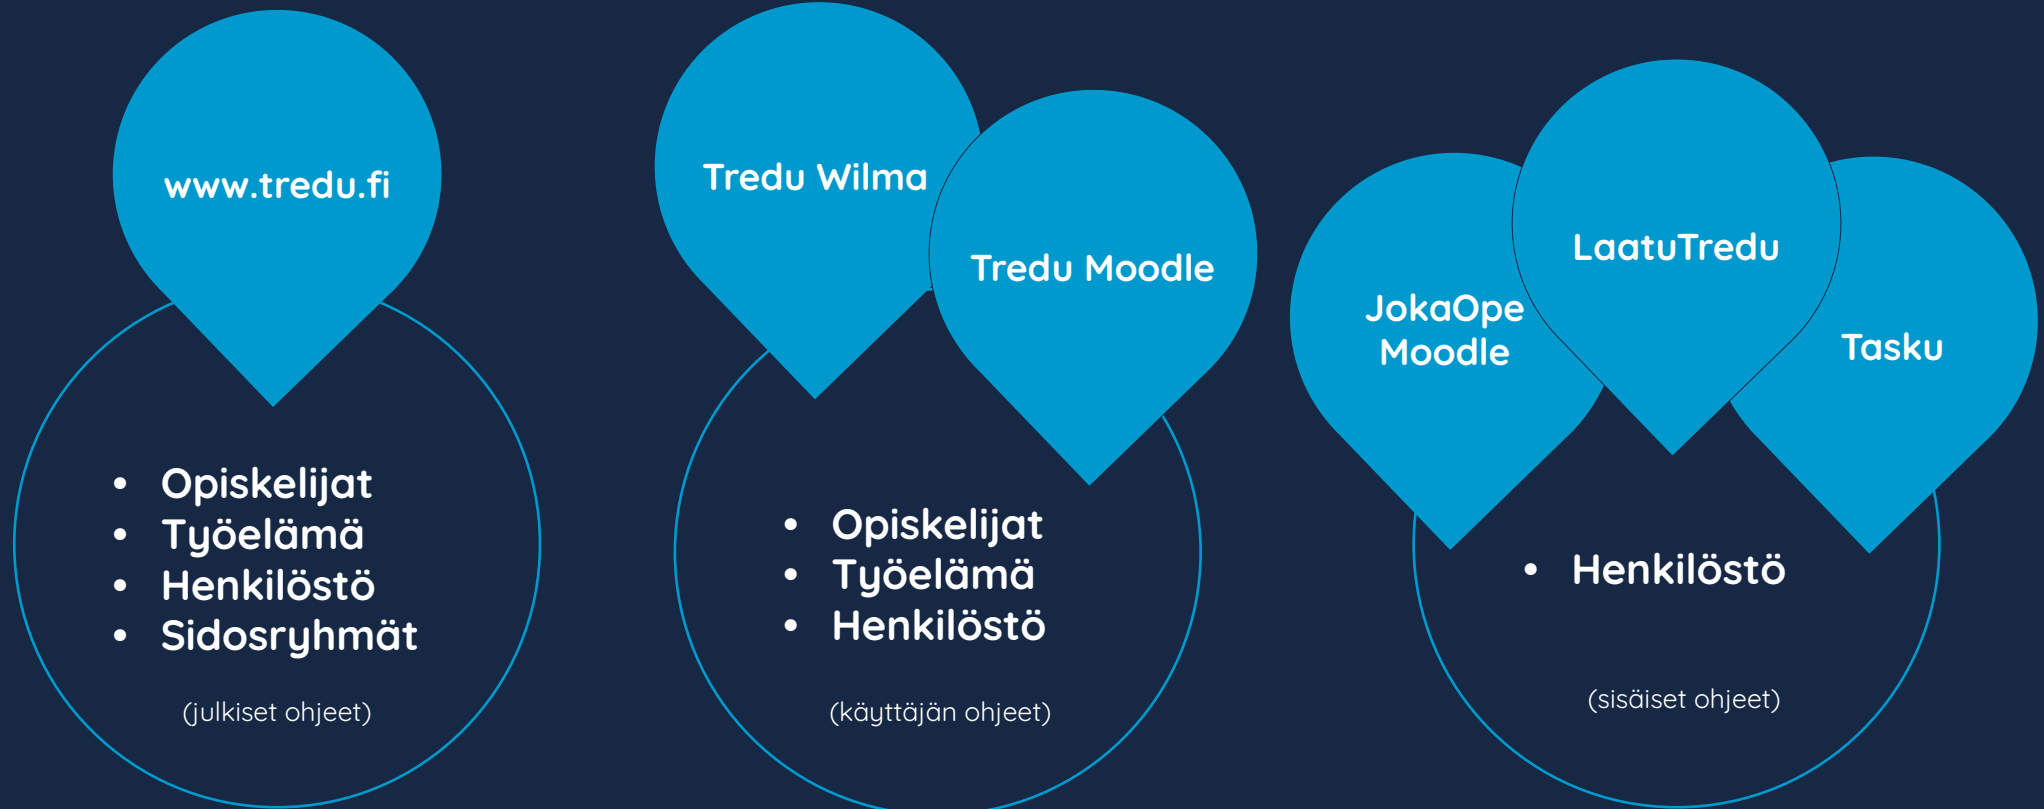 www.tredu.fi
• Opiskelijat
• Työelämä
• Henkilöstö
• Sidosryhmät
(julkiset ohjeet)
Tredu Wilma
Tredu Moodle
• Opiskelijat
• Työelämä
• Henkilöstö
(käyttäjän ohjeet)
JokaOpe
Moodle
LaatuTredu
Tasku
• Henkilöstö
(sisäiset ohjeet)